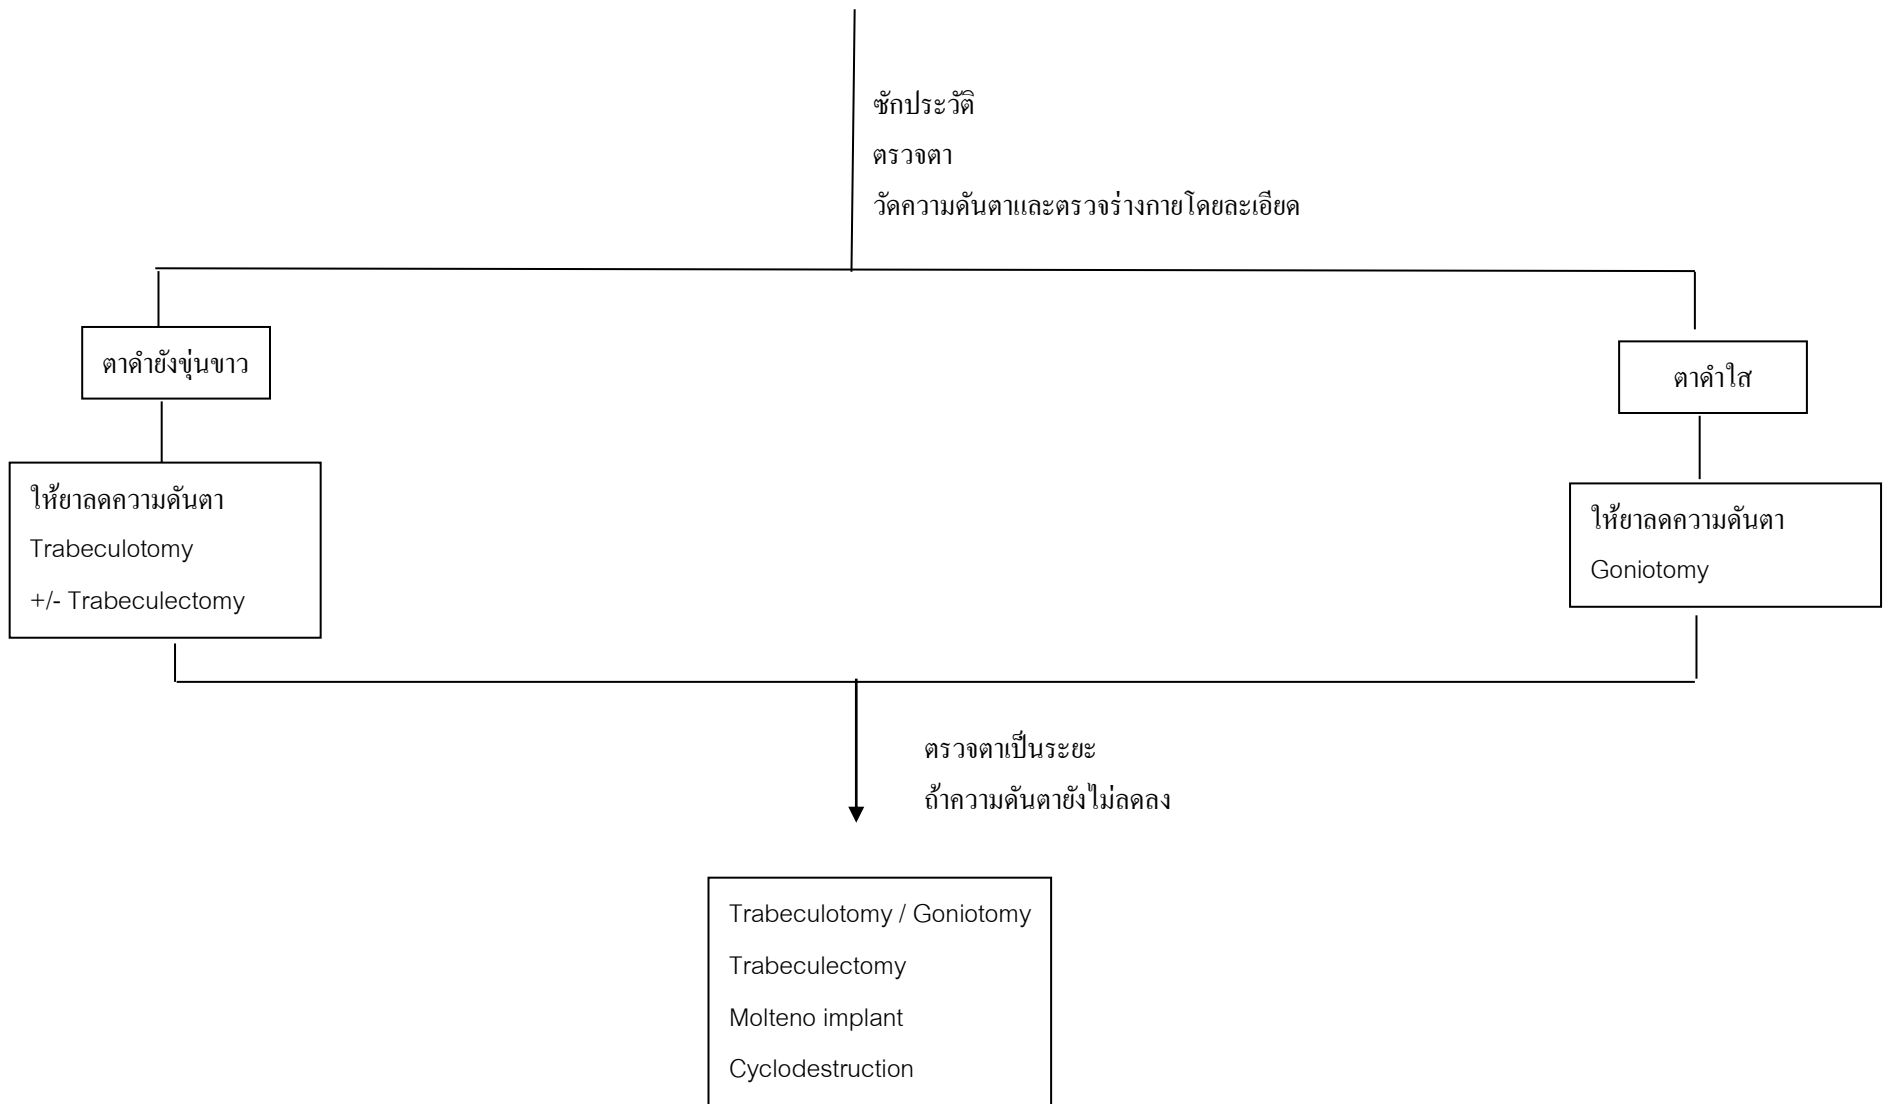 ซักประวัติ
ตรวจตา
วัดความดันตาและตรวจร่างกายโดยละเอียด
ตาดำยังขุ่นขาว
ตาดำใส
ให้ยาลดความดันตา
Trabeculotomy
+/- Trabeculectomy
ให้ยาลดความดันตา
Goniotomy
ตรวจตาเป็นระยะ
ถ้าความดันตายังไม่ลดลง
Trabeculotomy / Goniotomy
Trabeculectomy
Molteno implant
Cyclodestruction